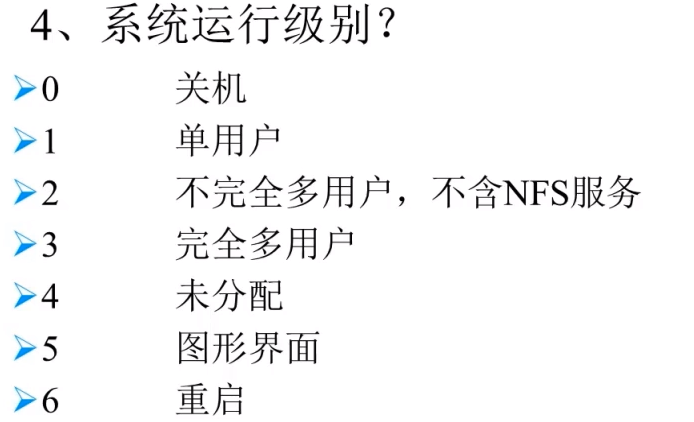 4、系统运行级别？
➢0 关机
➢1 单用户
➢2 不完全多用户，不含NFS服务
➢3 完全多用户
➢4 未分配
➢5 图形界面
➢6 重启